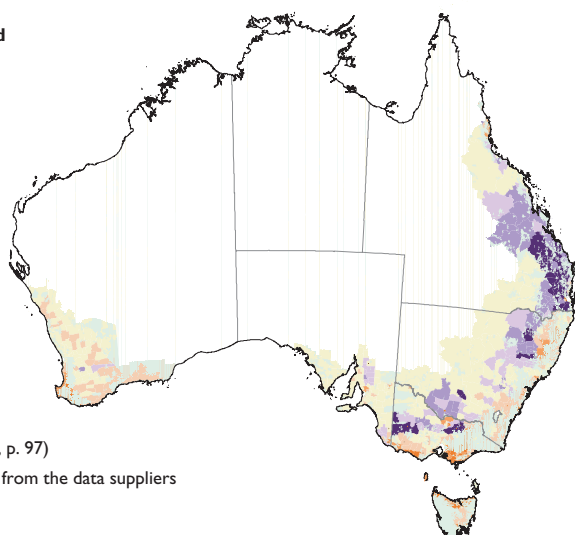 d
, p. 97)
from the data suppliers